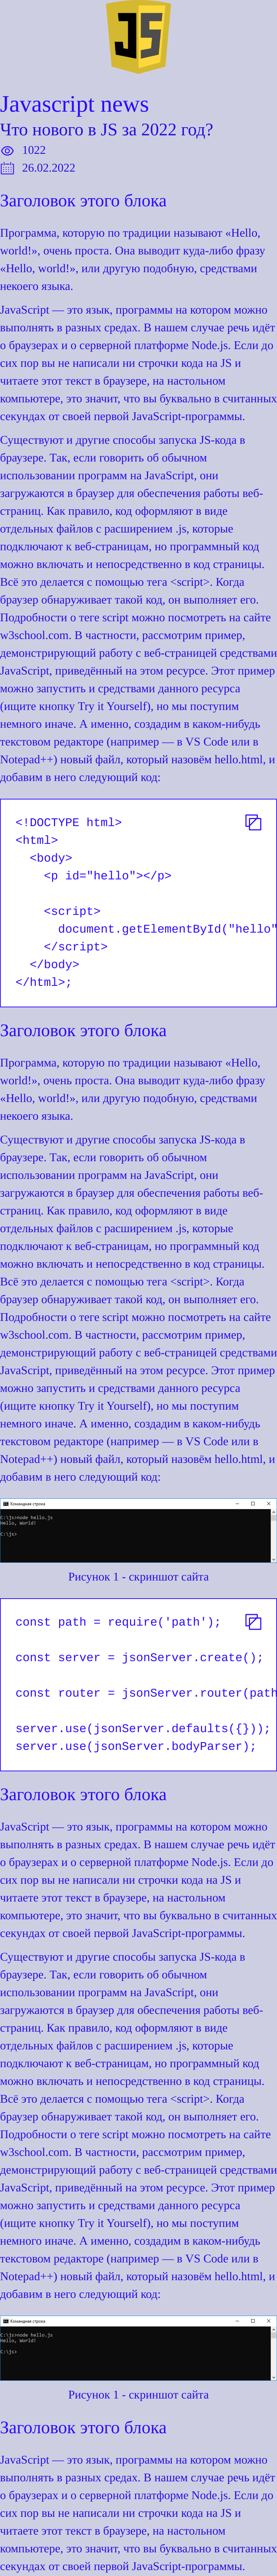 JS
Javascript news
Что нового в JS за 2022 год?
1022
26.02.2022
Заголовок этого блока
Программа, которую по традиции называют «Hello,
world!», очень проста. Она выводит куда-либо фразу
«Hello, world!», или другую подобную, средствами
некоего языка.
JavaScript — это язык, программы на котором можно
выполнять в разных средах. В нашем случае речь идёт
о браузерах и о серверной платформе Node.js. Если до
сих пор вы не написали ни строчки кода на JS и
читаете этот текст в браузере, на настольном
компьютере, это значит, что вы буквально в считанных
секундах от своей первой JavaScript-программы.
Существуют и другие способы запуска JS-кода в
браузере. Так, если говорить об обычном
использовании программ на JavaScript, они
загружаются в браузер для обеспечения работы веб-
страниц. Как правило, код оформляют в виде
отдельных файлов с расширением .js, которые
подключают к веб-страницам, но программный код
можно включать и непосредственно в код страницы.
Всё это делается с помощью тега <script>. Когда
браузер обнаруживает такой код, он выполняет его.
Подробности о теге script можно посмотреть на сайте
w3school.com. В частности, рассмотрим пример,
демонстрирующий работу с веб-страницей средствами
JavaScript, приведённый на этом ресурсе. Этот пример
можно запустить и средствами данного ресурса
(ищите кнопку Try it Yourself), но мы поступим
немного иначе. А именно, создадим в каком-нибудь
текстовом редакторе (например — в VS Code или в
Notepad++) новый файл, который назовём hello.html, и
добавим в него следующий код:
<!DOCTYPE html>
<html>
<body>
<p id="hello"></p>
<script>
document.getElementById("hello"
</script>
</body>
</html>;
Заголовок этого блока
Программа, которую по традиции называют «Hello,
world!», очень проста. Она выводит куда-либо фразу
«Hello, world!», или другую подобную, средствами
некоего языка.
Существуют и другие способы запуска JS-кода в
браузере. Так, если говорить об обычном
использовании программ на JavaScript, они
загружаются в браузер для обеспечения работы веб-
страниц. Как правило, код оформляют в виде
отдельных файлов с расширением .js, которые
подключают к веб-страницам, но программный код
можно включать и непосредственно в код страницы.
Всё это делается с помощью тега <script>. Когда
браузер обнаруживает такой код, он выполняет его.
Подробности о теге script можно посмотреть на сайте
w3school.com. В частности, рассмотрим пример,
демонстрирующий работу с веб-страницей средствами
JavaScript, приведённый на этом ресурсе. Этот пример
можно запустить и средствами данного ресурса
(ищите кнопку Try it Yourself), но мы поступим
немного иначе. А именно, создадим в каком-нибудь
текстовом редакторе (например — в VS Code или в
Notepad++) новый файл, который назовём hello.html, и
добавим в него следующий код:
Командная строка
C:\js>node hello.js
Hello, World!
C:\js>
Рисунок 1 - скриншот сайта
const path = require('path');
const server = jsonServer.create();
const router = jsonServer.router(path
server.use(jsonServer.defaults({}));
server.use(jsonServer.bodyParser);
Заголовок этого блока
JavaScript — это язык, программы на котором можно
выполнять в разных средах. В нашем случае речь идёт
о браузерах и о серверной платформе Node.js. Если до
сих пор вы не написали ни строчки кода на JS и
читаете этот текст в браузере, на настольном
компьютере, это значит, что вы буквально в считанных
секундах от своей первой JavaScript-программы.
Существуют и другие способы запуска JS-кода в
браузере. Так, если говорить об обычном
использовании программ на JavaScript, они
загружаются в браузер для обеспечения работы веб-
страниц. Как правило, код оформляют в виде
отдельных файлов с расширением .js, которые
подключают к веб-страницам, но программный код
можно включать и непосредственно в код страницы.
Всё это делается с помощью тега <script>. Когда
браузер обнаруживает такой код, он выполняет его.
Подробности о теге script можно посмотреть на сайте
w3school.com. В частности, рассмотрим пример,
демонстрирующий работу с веб-страницей средствами
JavaScript, приведённый на этом ресурсе. Этот пример
можно запустить и средствами данного ресурса
(ищите кнопку Try it Yourself), но мы поступим
немного иначе. А именно, создадим в каком-нибудь
текстовом редакторе (например — в VS Code или в
Notepad++) новый файл, который назовём hello.html, и
добавим в него следующий код:
Командная строка
C:\js>node hello.js
Hello, World!
C:\js>
Рисунок 1 - скриншот сайта
Заголовок этого блока
JavaScript — это язык, программы на котором можно
выполнять в разных средах. В нашем случае речь идёт
о браузерах и о серверной платформе Node.js. Если до
сих пор вы не написали ни строчки кода на JS и
читаете этот текст в браузере, на настольном
компьютере, это значит, что вы буквально в считанных
секундах от своей первой JavaScript-программы.